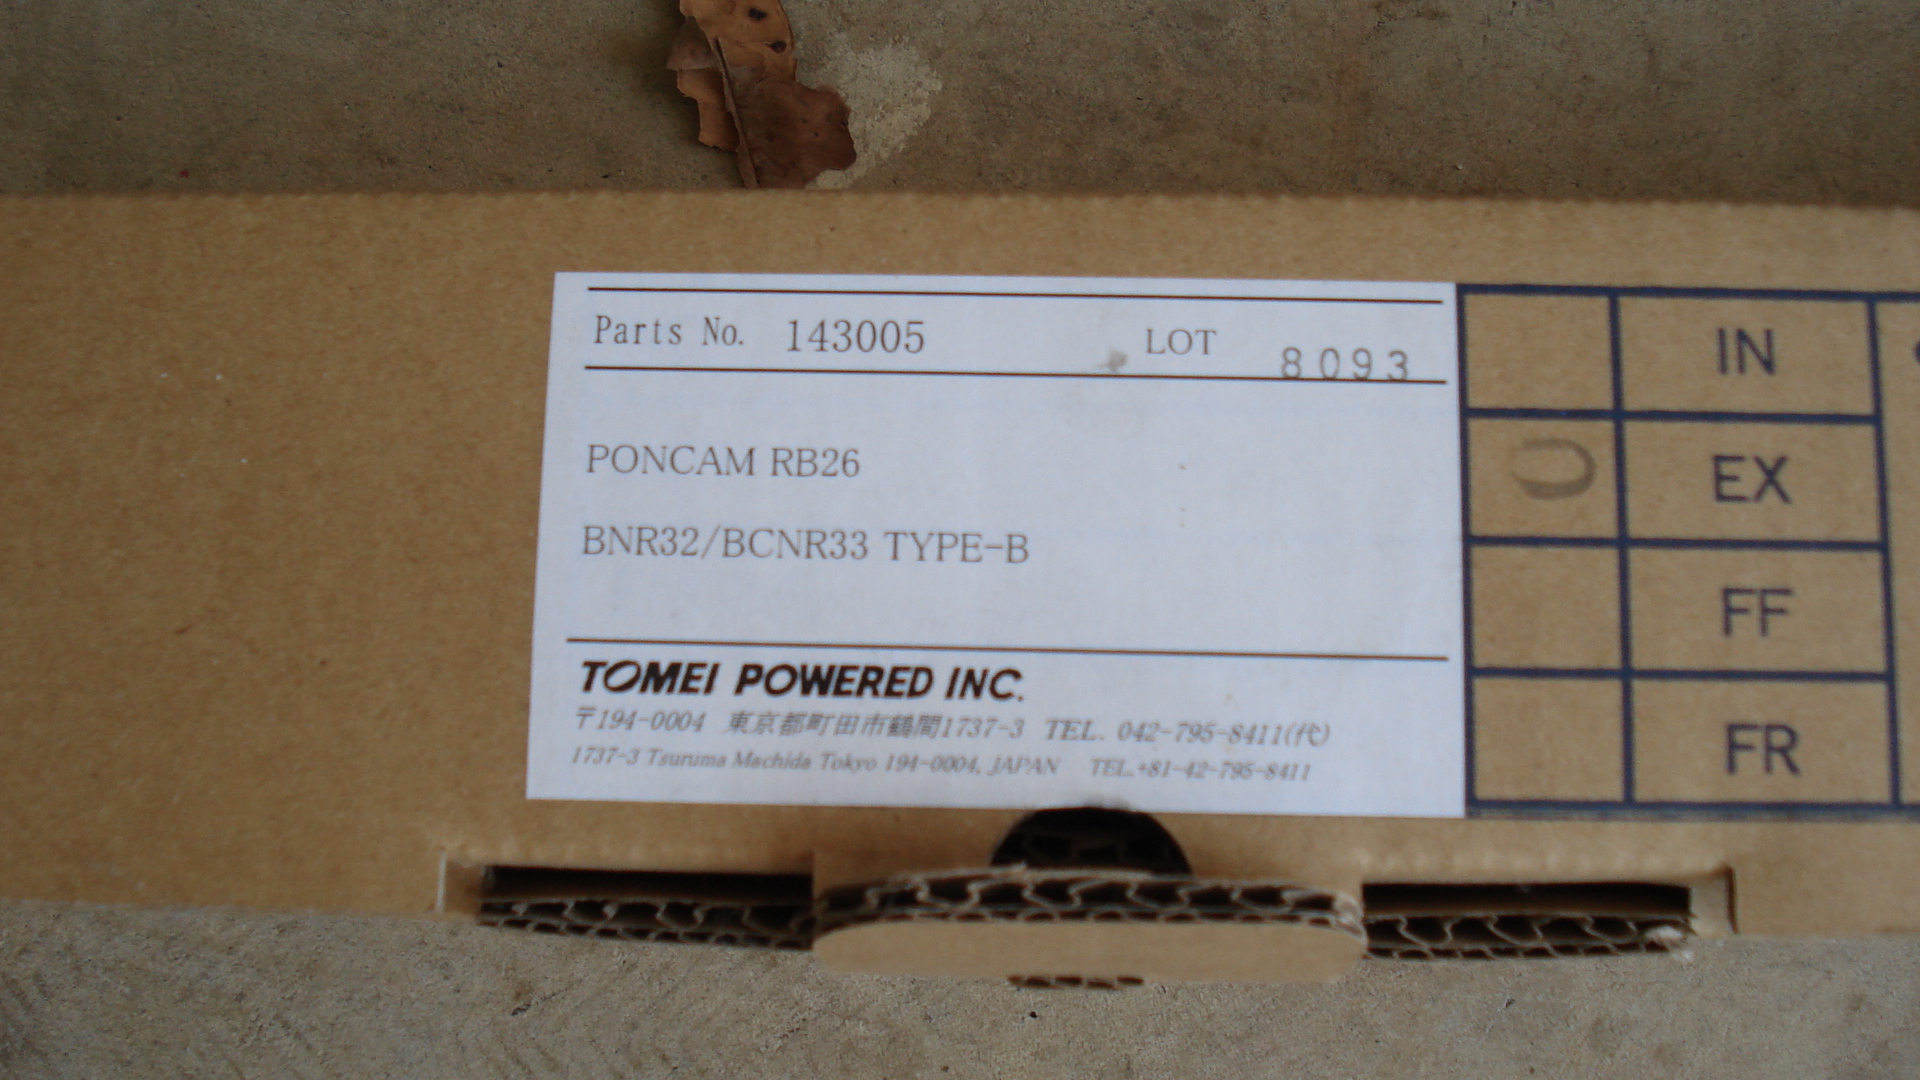 Parts No. 143005 LOT 8093
PONCAM RB26
BNR32/BCNR33 TYPE-B
TOMEI POWERED INC.
〒194-0004 東京都町田市鶴間1737-3 TEL. 042-795-8411(代)
1737-3 Tsuruma Machida Tokyo 194-0004, JAPAN TEL.+81-42-795-8411
IN
EX
FF
FR